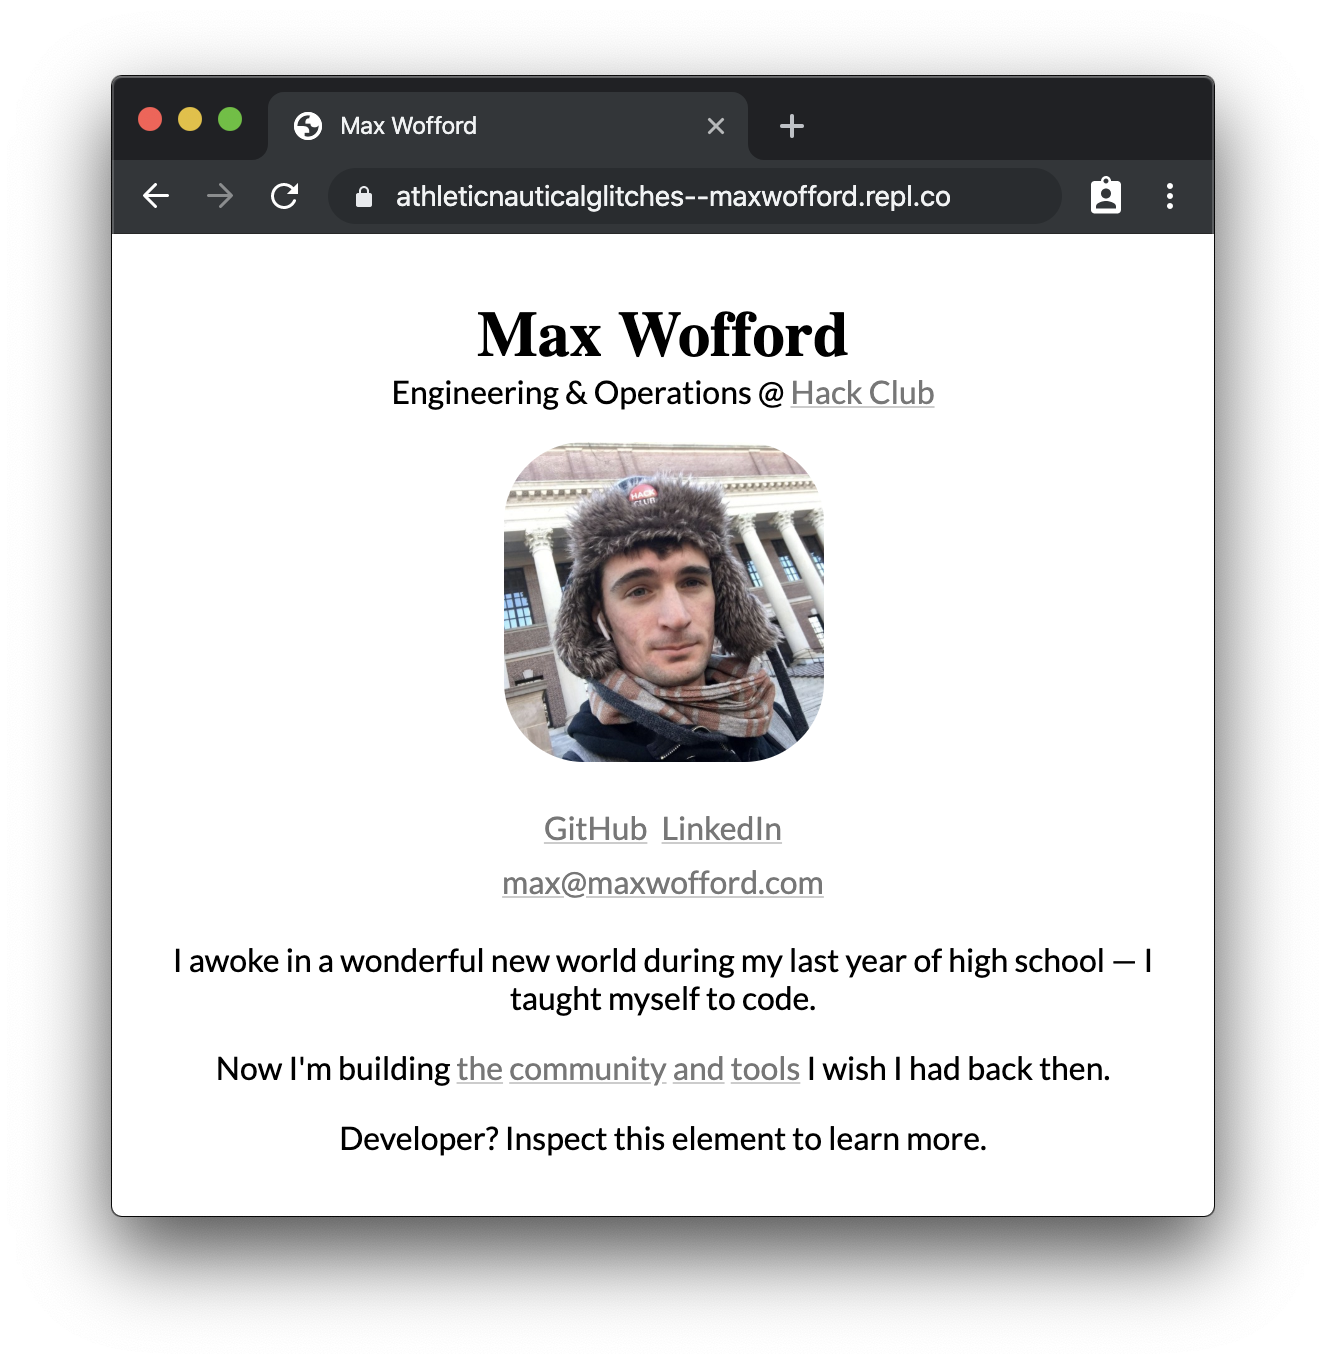 Max Wofford
athleticnauticalglitches--maxwofford.repl.co
Max Wofford
Engineering & Operations @ Hack Club
HACK
CLUB
GitHub LinkedIn
max@maxwofford.com
I awoke in a wonderful new world during my last year of high school — I
taught myself to code.
Now I'm building the community and tools I wish I had back then.
Developer? Inspect this element to learn more.